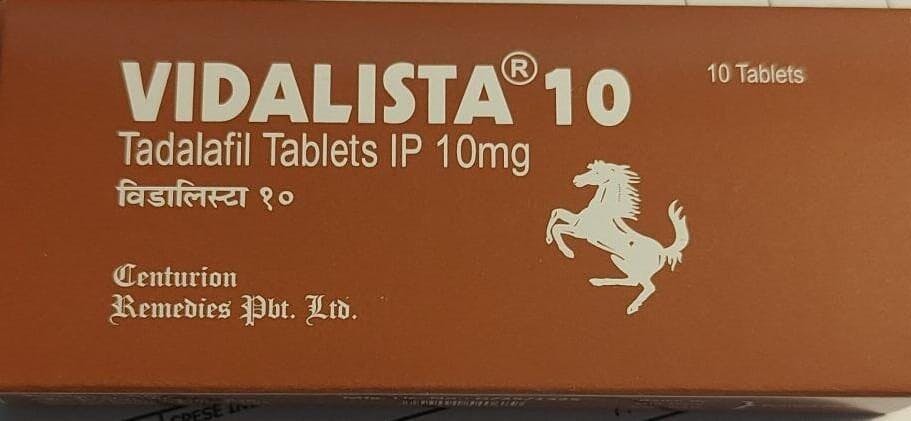 VIDALISTA® 10
10 Tablets
Tadalafil Tablets IP 10mg
विडालिस्टा १०
Centurion
Remedies Pvt. Ltd.